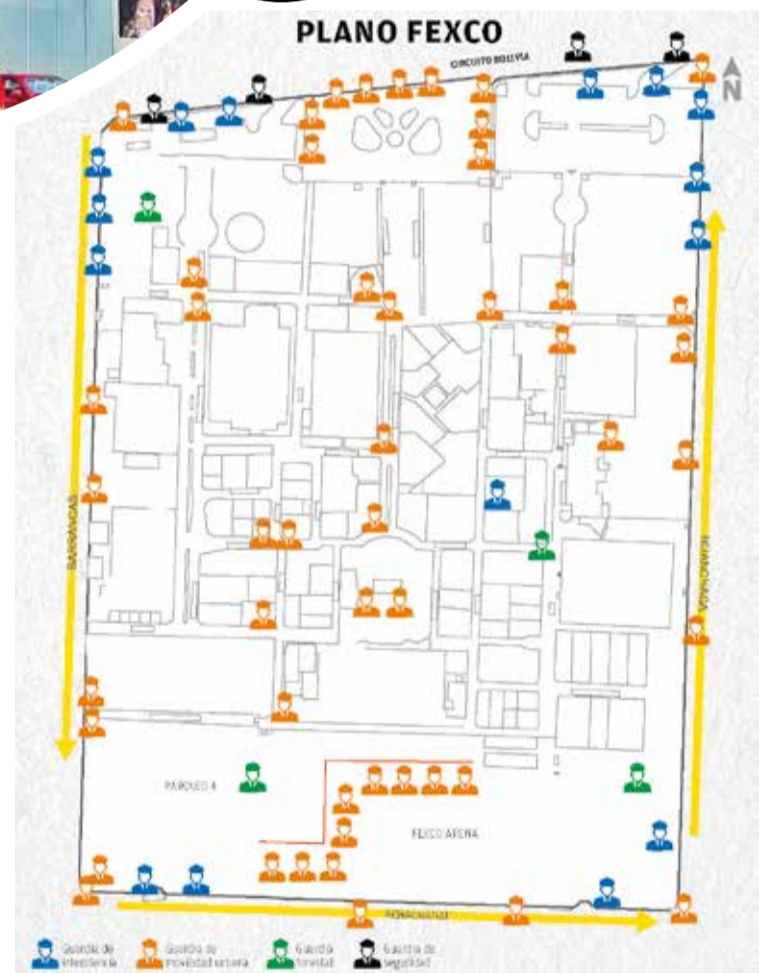 PLANO FEXCO
CIRCUITO BOLIVIA
N
BARRANCAS
PARQUEO 4
FEXCO ARENA
Guardia de
intendencia
Guardia de
movilidad urbana
Guardia
forestal
Guardia de
seguridad